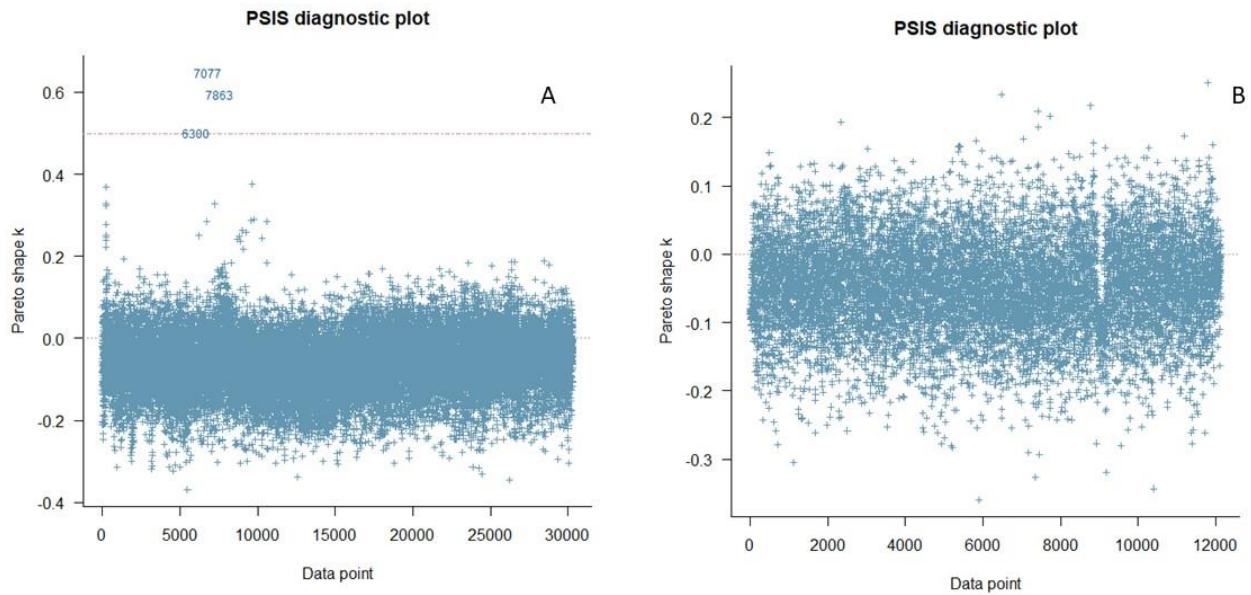 PSIS diagnostic plot
7077
7863
6300
A
0.6
0.4
0.2
0.0
-0.2
-0.4
Pareto shape k
0 5000 10000 15000 20000 25000 30000
Data point
PSIS diagnostic plot
B
0.2
0.1
0.0
-0.1
-0.2
-0.3
Pareto shape k
0 2000 4000 6000 8000 10000 12000
Data point